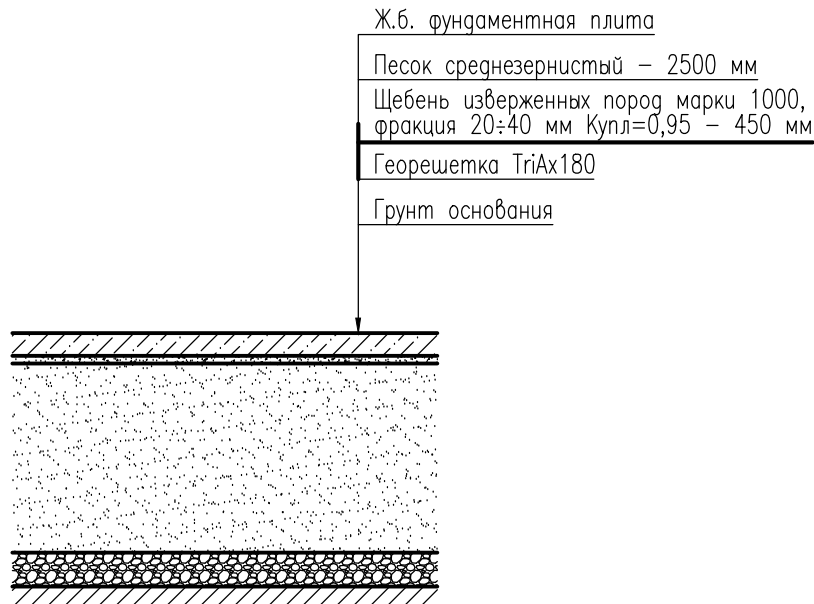 Ж.б. фундаментная плита
Песок среднезернистый – 2500 мм
Щебень изверженных пород марки 1000,
фракция 20÷40 мм Купл=0,95 – 450 мм
Георешетка TriAx180
Грунт основания